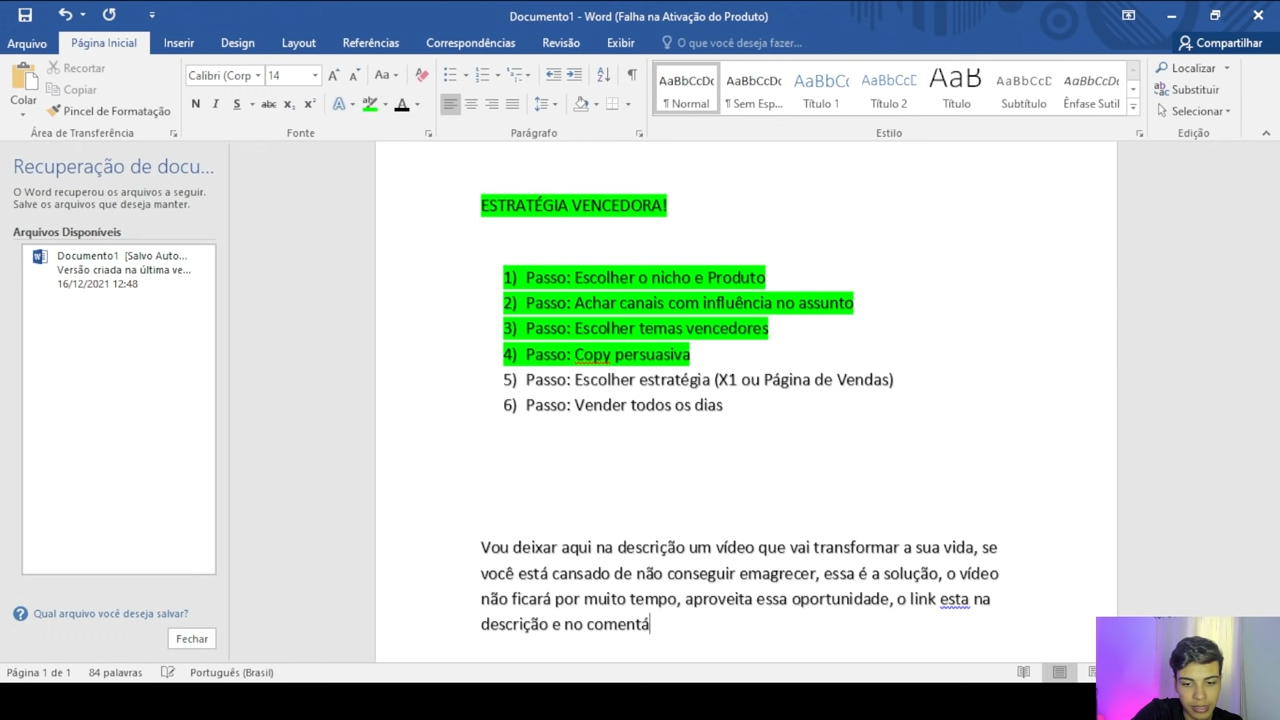 Documento1 - Word (Falha na Ativação do Produto)
Arquivo Página Inicial Inserir Design Layout Referências Correspondências Revisão Exibir O que você deseja fazer... Compartilhar
Colar
Recortar
Copiar
Pincel de Formatação
Área de Transferência
Calibri (Corp 14
Aa
N I S abc x₂ x²
A A
Fonte
Parágrafo
AaBbCcDc AaBbCcDc AaBbCc AaBbCcD AaB AaBbCcD AaBbCcDc
¶ Normal ¶ Sem Esp... Título 1 Título 2 Título Subtítulo Ênfase Sutil
Estilo
Localizar
Substituir
Selecionar
Edição
Recuperação de docu...
O Word recuperou os arquivos a seguir.
Salve os arquivos que deseja manter.
Arquivos Disponíveis
Documento1 [Salvo Auto...
Versão criada na última ve...
16/12/2021 12:48
Qual arquivo você deseja salvar?
Fechar
ESTRATÉGIA VENCEDORA!
1) Passo: Escolher o nicho e Produto
2) Passo: Achar canais com influência no assunto
3) Passo: Escolher temas vencedores
4) Passo: Copy persuasiva
5) Passo: Escolher estratégia (X1 ou Página de Vendas)
6) Passo: Vender todos os dias
Vou deixar aqui na descrição um vídeo que vai transformar a sua vida, se
você está cansado de não conseguir emagrecer, essa é a solução, o vídeo
não ficará por muito tempo, aproveita essa oportunidade, o link esta na
descrição e no comentá
Página 1 de 1 84 palavras Português (Brasil)